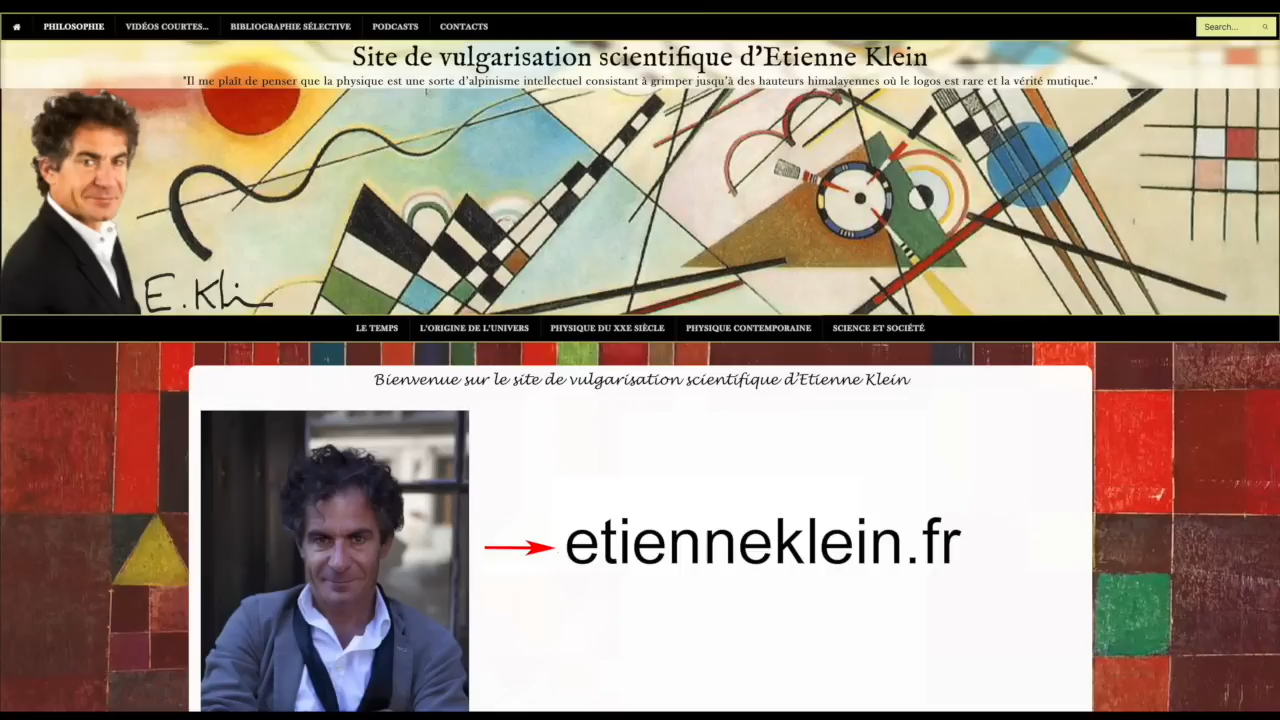 PHILOSOPHIE VIDÉOS COURTES... BIBLIOGRAPHIE SÉLECTIVE PODCASTS CONTACTS Search...
Site de vulgarisation scientifique d'Etienne Klein
"Il me plaît de penser que la physique est une sorte d'alpinisme intellectuel consistant à grimper jusqu'à des hauteurs himalayennes où le logos est rare et la vérité mutique."
E. Kli
LE TEMPS L'ORIGINE DE L'UNIVERS PHYSIQUE DU XXE SIÈCLE PHYSIQUE CONTEMPORAINE SCIENCE ET SOCIÉTÉ
Bienvenue sur le site de vulgarisation scientifique d'Etienne Klein
etienneklein.fr